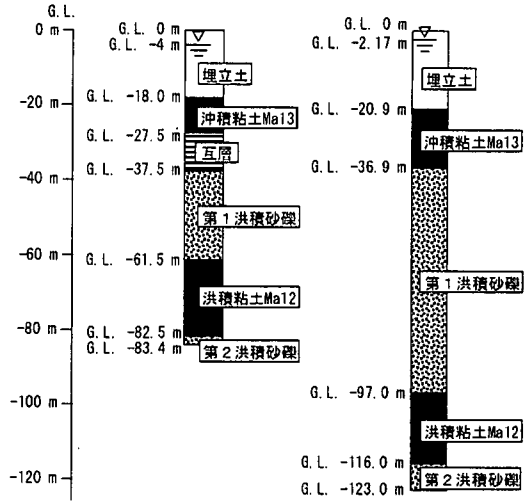 G.L.
0 m
-20 m
-40 m
-60 m
-80 m
-100 m
-120 m
G.L. 0 m
G.L. -4 m
埋立土
G.L. -18.0 m
沖積粘土Ma13
G.L. -27.5 m
互層
G.L. -37.5 m
第1洪積砂礫
G.L. -61.5 m
洪積粘土Ma12
G.L. -82.5 m
G.L. -83.4 m
第2洪積砂礫
G.L. 0 m
G.L. -2.17 m
埋立土
G.L. -20.9 m
沖積粘土Ma13
G.L. -36.9 m
第1洪積砂礫
G.L. -97.0 m
洪積粘土Ma12
G.L. -116.0 m
第2洪積砂礫
G.L. -123.0 m